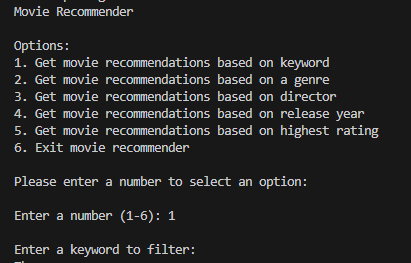 Movie Recommender
Options:
1. Get movie recommendations based on keyword
2. Get movie recommendations based on a genre
3. Get movie recommendations based on director
4. Get movie recommendations based on release year
5. Get movie recommendations based on highest rating
6. Exit movie recommender
Please enter a number to select an option:
Enter a number (1-6): 1
Enter a keyword to filter: